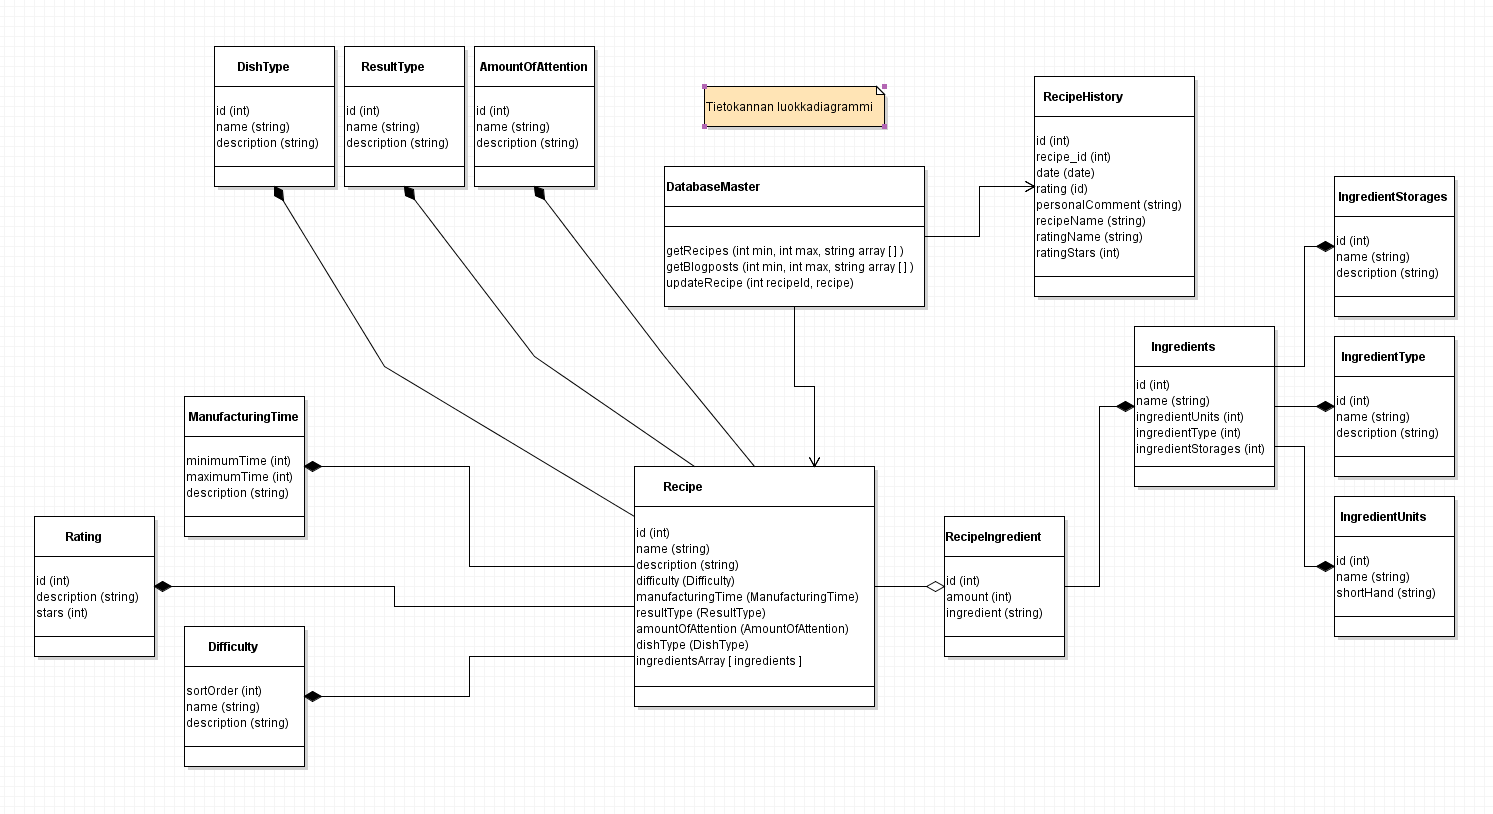 DishType
id (int)
name (string)
description (string)
ResultType
id (int)
name (string)
description (string)
AmountOfAttention
id (int)
name (string)
description (string)
Tietokannan luokkadiagrammi
RecipeHistory
id (int)
recipe_id (int)
date (date)
rating (id)
personalComment (string)
recipeName (string)
ratingName (string)
ratingStars (int)
DatabaseMaster
getRecipes (int min, int max, string array [ ] )
getBlogposts (int min, int max, string array [ ] )
updateRecipe (int recipeId, recipe)
IngredientStorages
id (int)
name (string)
description (string)
Ingredients
id (int)
name (string)
ingredientUnits (int)
ingredientType (int)
ingredientStorages (int)
IngredientType
id (int)
name (string)
description (string)
ManufacturingTime
minimumTime (int)
maximumTime (int)
description (string)
Recipe
id (int)
name (string)
description (string)
difficulty (Difficulty)
manufacturingTime (ManufacturingTime)
resultType (ResultType)
amountOfAttention (AmountOfAttention)
dishType (DishType)
ingredientsArray [ ingredients ]
RecipeIngredient
id (int)
amount (int)
ingredient (string)
IngredientUnits
id (int)
name (string)
shortHand (string)
Rating
id (int)
description (string)
stars (int)
Difficulty
sortOrder (int)
name (string)
description (string)